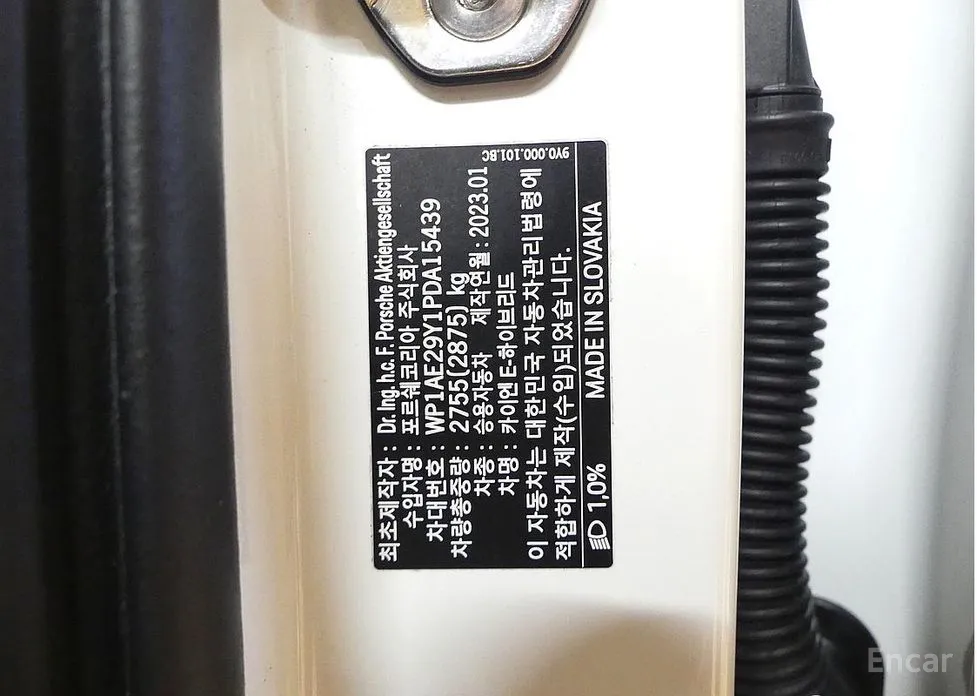 최초제작자 : Dr. Ing. h.c. F. Porsche Aktiengesellschaft
수입자명 : 포르쉐코리아 주식회사
차대번호 : WP1AE29Y1PDA15439
차량총중량 : 2755(2875) kg
차종 : 승용자동차 제작연월 : 2023.01
차명 : 카이엔 E-하이브리드
이 자동차는 대한민국 자동차관리법령에
적합하게 제작(수입)되었습니다.
9Y0.000.101.BC
1,0% MADE IN SLOVAKIA
Encar